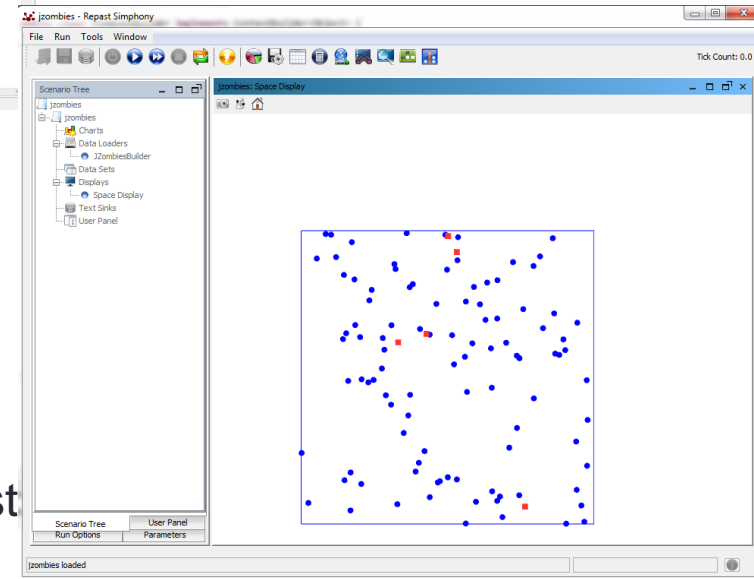 jzombies - Repast Simphony
File Run Tools Window
Tick Count: 0.0
Scenario Tree
jzombies
jzombies
Charts
Data Loaders
JZombiesBuilder
Data Sets
Displays
Space Display
Text Sinks
User Panel
jzombies: Space Display
st
Scenario Tree User Panel
Run Options Parameters
jzombies loaded